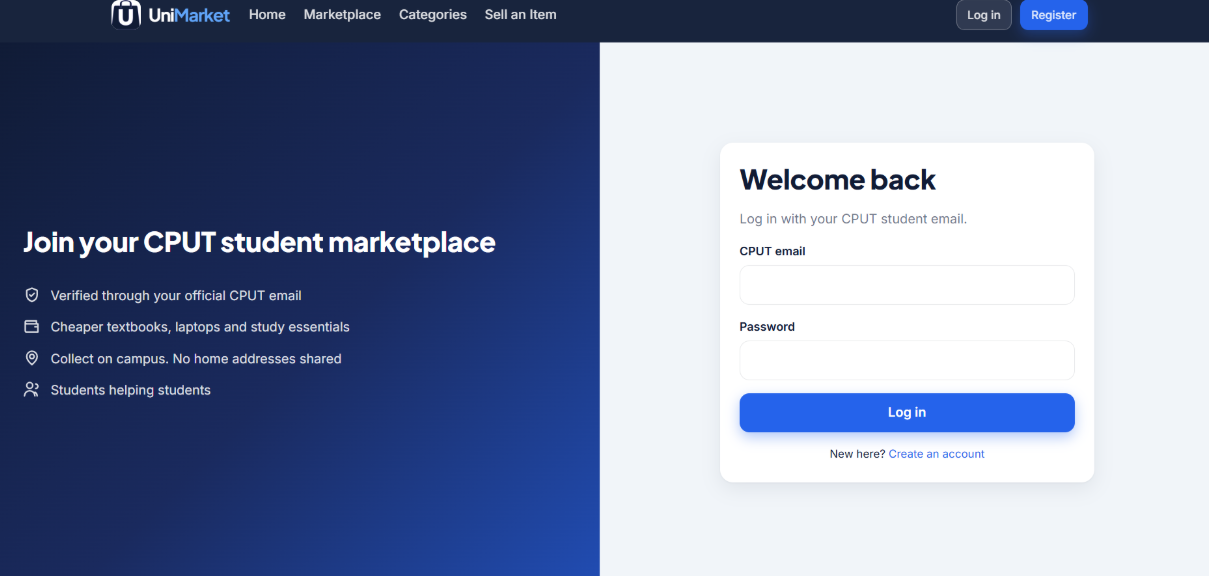 UniMarket Home Marketplace Categories Sell an Item Log in Register
Join your CPUT student marketplace
Verified through your official CPUT email
Cheaper textbooks, laptops and study essentials
Collect on campus. No home addresses shared
Students helping students
Welcome back
Log in with your CPUT student email.
CPUT email
Password
Log in
New here? Create an account